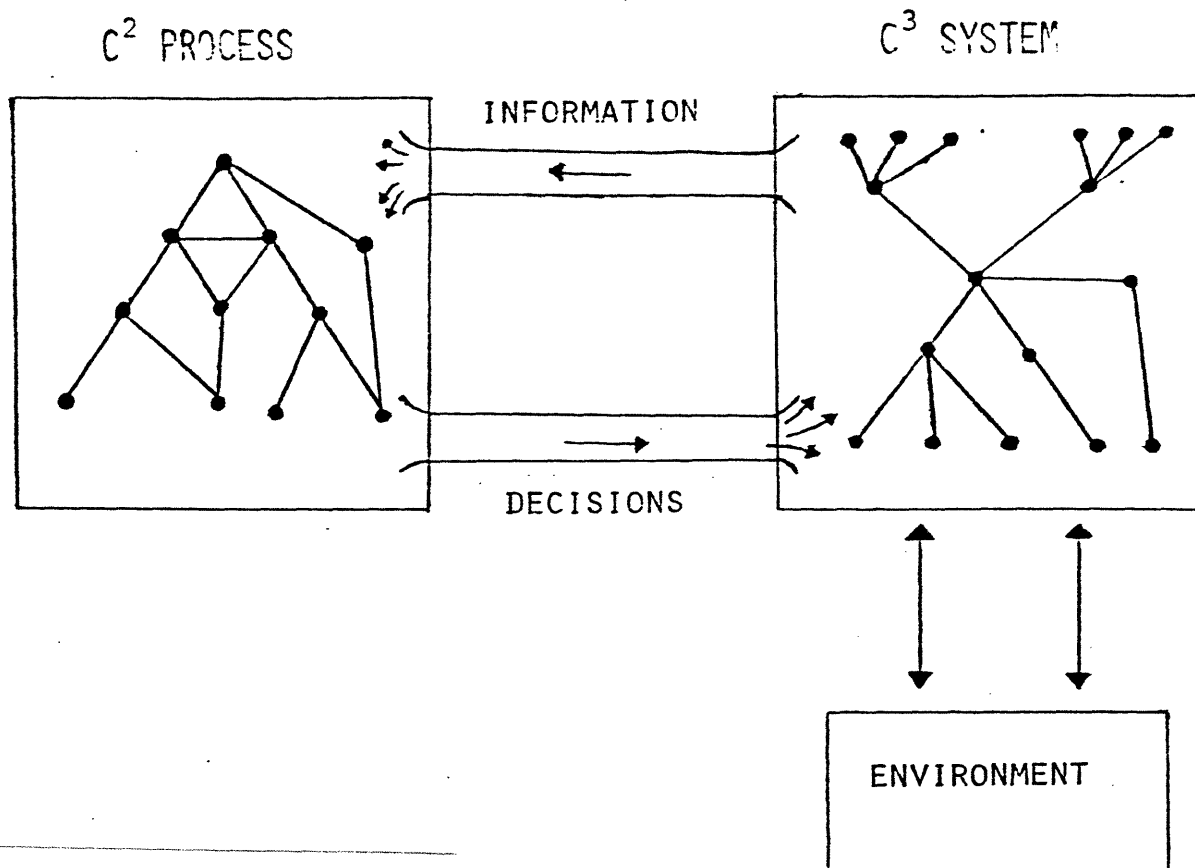 C² PROCESS
C³ SYSTEM
INFORMATION
DECISIONS
ENVIRONMENT